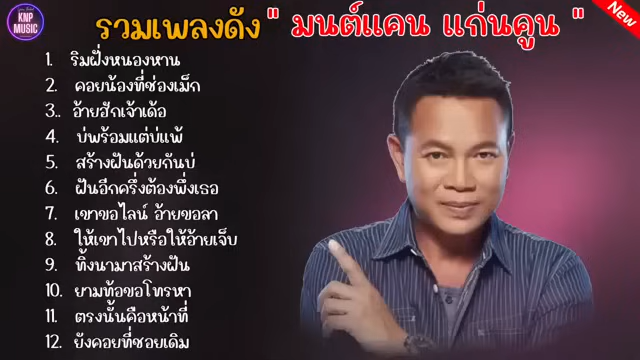 KNP
MUSIC
รวมเพลงดัง " มนต์แคน แก่นคูน "
New
1. ริมฝั่งหนองหาน
2. คอยน้องที่ช่องเม็ก
3.. อ้ายฮักเจ้าเด้อ
4. บ่พร้อมแต่บ่แพ้
5. สร้างฝันด้วยกันบ่
6. ฝันอีกครึ่งต้องพึ่งเธอ
7. เขาขอไลน์ อ้ายขอลา
8. ให้เขาไปหรือให้อ้ายเจ็บ
9. ทิ้งนามาสร้างฝัน
10. ยามท้อขอโทรหา
11. ตรงนั้นคือหน้าที่
12. ยังคอยที่ซอยเดิม